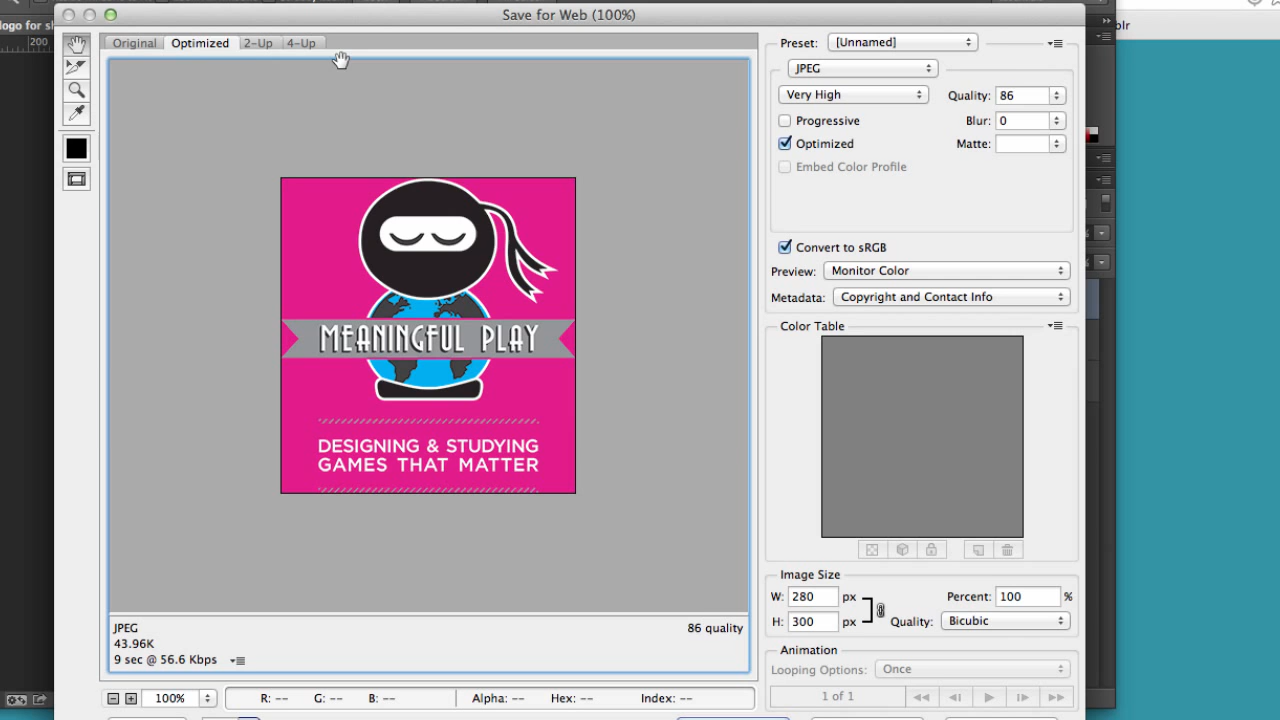 Save for Web (100%)
logo for s
blr
200
Original Optimized 2-Up 4-Up
Preset: [Unnamed]
JPEG
Very High
Quality: 86
Progressive
Blur: 0
Optimized
Matte:
Embed Color Profile
Convert to sRGB
Preview: Monitor Color
Metadata: Copyright and Contact Info
Color Table
MEANINGFUL PLAY
DESIGNING & STUDYING
GAMES THAT MATTER
Image Size
W: 280 px
Percent: 100 %
H: 300 px
Quality: Bicubic
JPEG
86 quality
43.96K
9 sec @ 56.6 Kbps
Animation
Looping Options: Once
1 of 1
100%
R: -- G: -- B: -- Alpha: -- Hex: -- Index: --